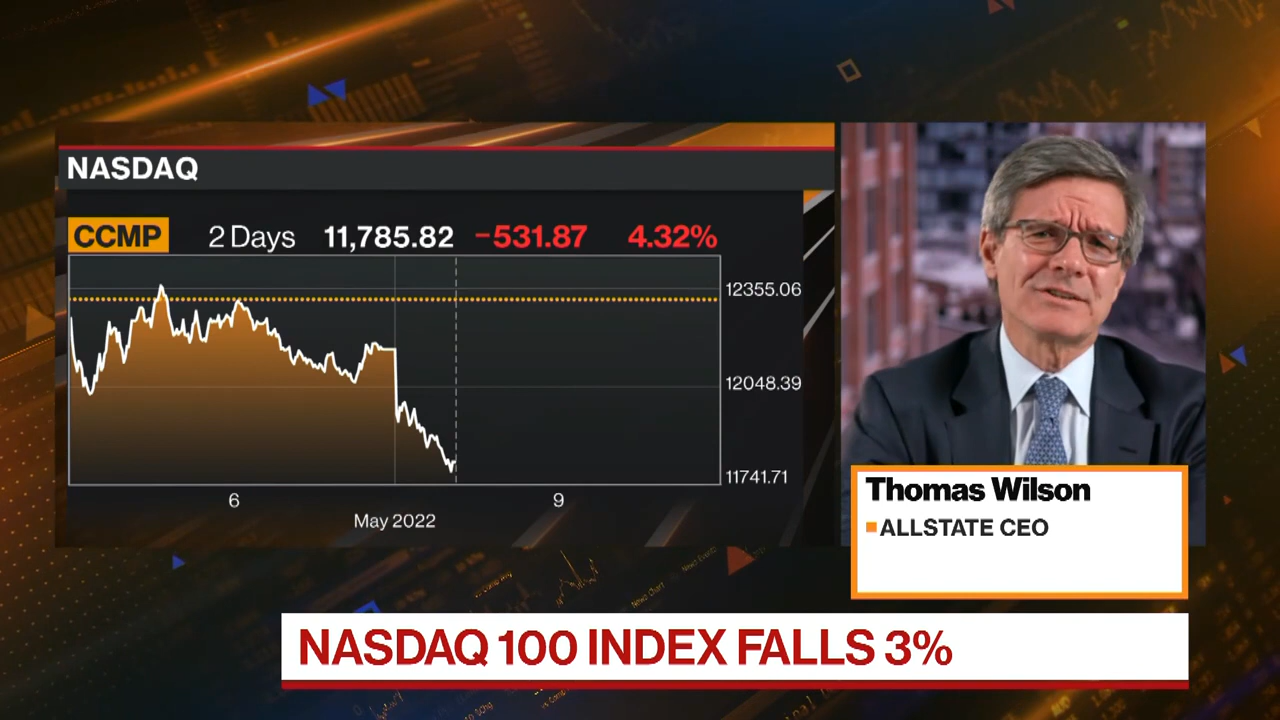 NASDAQ
CCMP 2 Days 11,785.82 -531.87 4.32%
12355.06
12048.39
11741.71
6 9
May 2022
Thomas Wilson
ALLSTATE CEO
NASDAQ 100 INDEX FALLS 3%